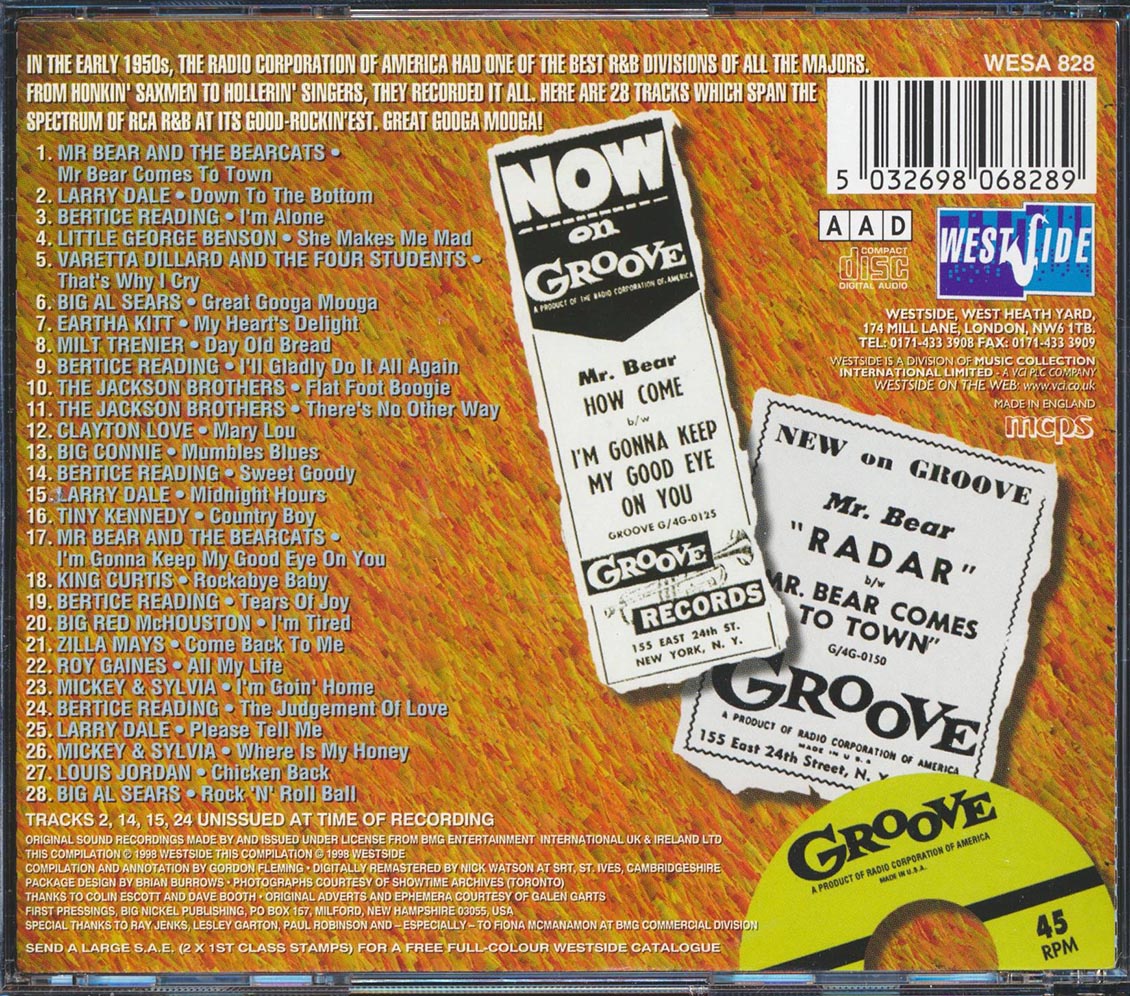 IN THE EARLY 1950s, THE RADIO CORPORATION OF AMERICA HAD ONE OF THE BEST R&B DIVISIONS OF ALL THE MAJORS.
FROM HONKIN' SAXMEN TO HOLLERIN' SINGERS, THEY RECORDED IT ALL. HERE ARE 28 TRACKS WHICH SPAN THE
SPECTRUM OF RCA R&B AT ITS GOOD-ROCKIN'EST. GREAT GOOGA MOOGA!
1. MR BEAR AND THE BEARCATS •
Mr Bear Comes To Town
2. LARRY DALE • Down To The Bottom
3. BERTICE READING • I'm Alone
4. LITTLE GEORGE BENSON • She Makes Me Mad
5. VARETTA DILLARD AND THE FOUR STUDENTS •
That's Why I Cry
6. BIG AL SEARS • Great Googa Mooga
7. EARTHA KITT • My Heart's Delight
8. MILT TRENIER • Day Old Bread
9. BERTICE READING • I'll Gladly Do It All Again
10. THE JACKSON BROTHERS • Flat Foot Boogie
11. THE JACKSON BROTHERS • There's No Other Way
12. CLAYTON LOVE • Mary Lou
13. BIG CONNIE • Mumbles Blues
14. BERTICE READING • Sweet Goody
15. LARRY DALE • Midnight Hours
16. TINY KENNEDY • Country Boy
17. MR BEAR AND THE BEARCATS •
I'm Gonna Keep My Good Eye On You
18. KING CURTIS • Rockabye Baby
19. BERTICE READING • Tears Of Joy
20. BIG RED McHOUSTON • I'm Tired
21. ZILLA MAYS • Come Back To Me
22. ROY GAINES • All My Life
23. MICKEY & SYLVIA • I'm Goin' Home
24. BERTICE READING • The Judgement Of Love
25. LARRY DALE • Please Tell Me
26. MICKEY & SYLVIA • Where Is My Honey
27. LOUIS JORDAN • Chicken Back
28. BIG AL SEARS • Rock 'N' Roll Ball
TRACKS 2, 14, 15, 24 UNISSUED AT TIME OF RECORDING
ORIGINAL SOUND RECORDINGS MADE BY AND ISSUED UNDER LICENSE FROM BMG ENTERTAINMENT INTERNATIONAL UK & IRELAND LTD
THIS COMPILATION ℗ 1998 WESTSIDE THIS COMPILATION © 1998 WESTSIDE
COMPILATION AND ANNOTATION BY GORDON FLEMING • DIGITALLY REMASTERED BY NICK WATSON AT SRT, ST. IVES, CAMBRIDGESHIRE
PACKAGE DESIGN BY BRIAN BURROWS • PHOTOGRAPHS COURTESY OF SHOWTIME ARCHIVES (TORONTO)
THANKS TO COLIN ESCOTT AND DAVE BOOTH • ORIGINAL ADVERTS AND EPHEMERA COURTESY OF GALEN GARTS
FIRST PRESSINGS, BIG NICKEL PUBLISHING, PO BOX 157, MILFORD, NEW HAMPSHIRE 03055, USA
SPECIAL THANKS TO RAY JENKS, LESLEY GARTON, PAUL ROBINSON AND – ESPECIALLY – TO FIONA McMANAMON AT BMG COMMERCIAL DIVISION
SEND A LARGE S.A.E. (2 X 1ST CLASS STAMPS) FOR A FREE FULL-COLOUR WESTSIDE CATALOGUE
NOW
on
GROOVE
A PRODUCT OF THE RADIO CORPORATION OF AMERICA
Mr. Bear
HOW COME
b/w
I'M GONNA KEEP
MY GOOD EYE
ON YOU
GROOVE G/4G-0125
GROOVE
RECORDS
155 EAST 24th ST.
NEW YORK, N. Y.
WESA 828
5 032698 068289
AAD
COMPACT
disc
DIGITAL AUDIO
WESTSIDE
WESTSIDE, WEST HEATH YARD,
174 MILL LANE, LONDON, NW6 1TB.
TEL: 0171-433 3908 FAX: 0171-433 3909
WESTSIDE IS A DIVISION OF MUSIC COLLECTION
INTERNATIONAL LIMITED - A VCI PLC COMPANY
WESTSIDE ON THE WEB: www.vci.co.uk
MADE IN ENGLAND
mcps
NEW on GROOVE
Mr. Bear
"RADAR"
b/w
MR. BEAR COMES
TO TOWN"
G/4G-0150
GROOVE
A PRODUCT OF RADIO CORPORATION OF AMERICA
MADE IN U.S.A.
155 East 24th Street, N.
GROOVE
A PRODUCT OF RADIO CORPORATION OF AMERICA
MADE IN U.S.A.
45
RPM